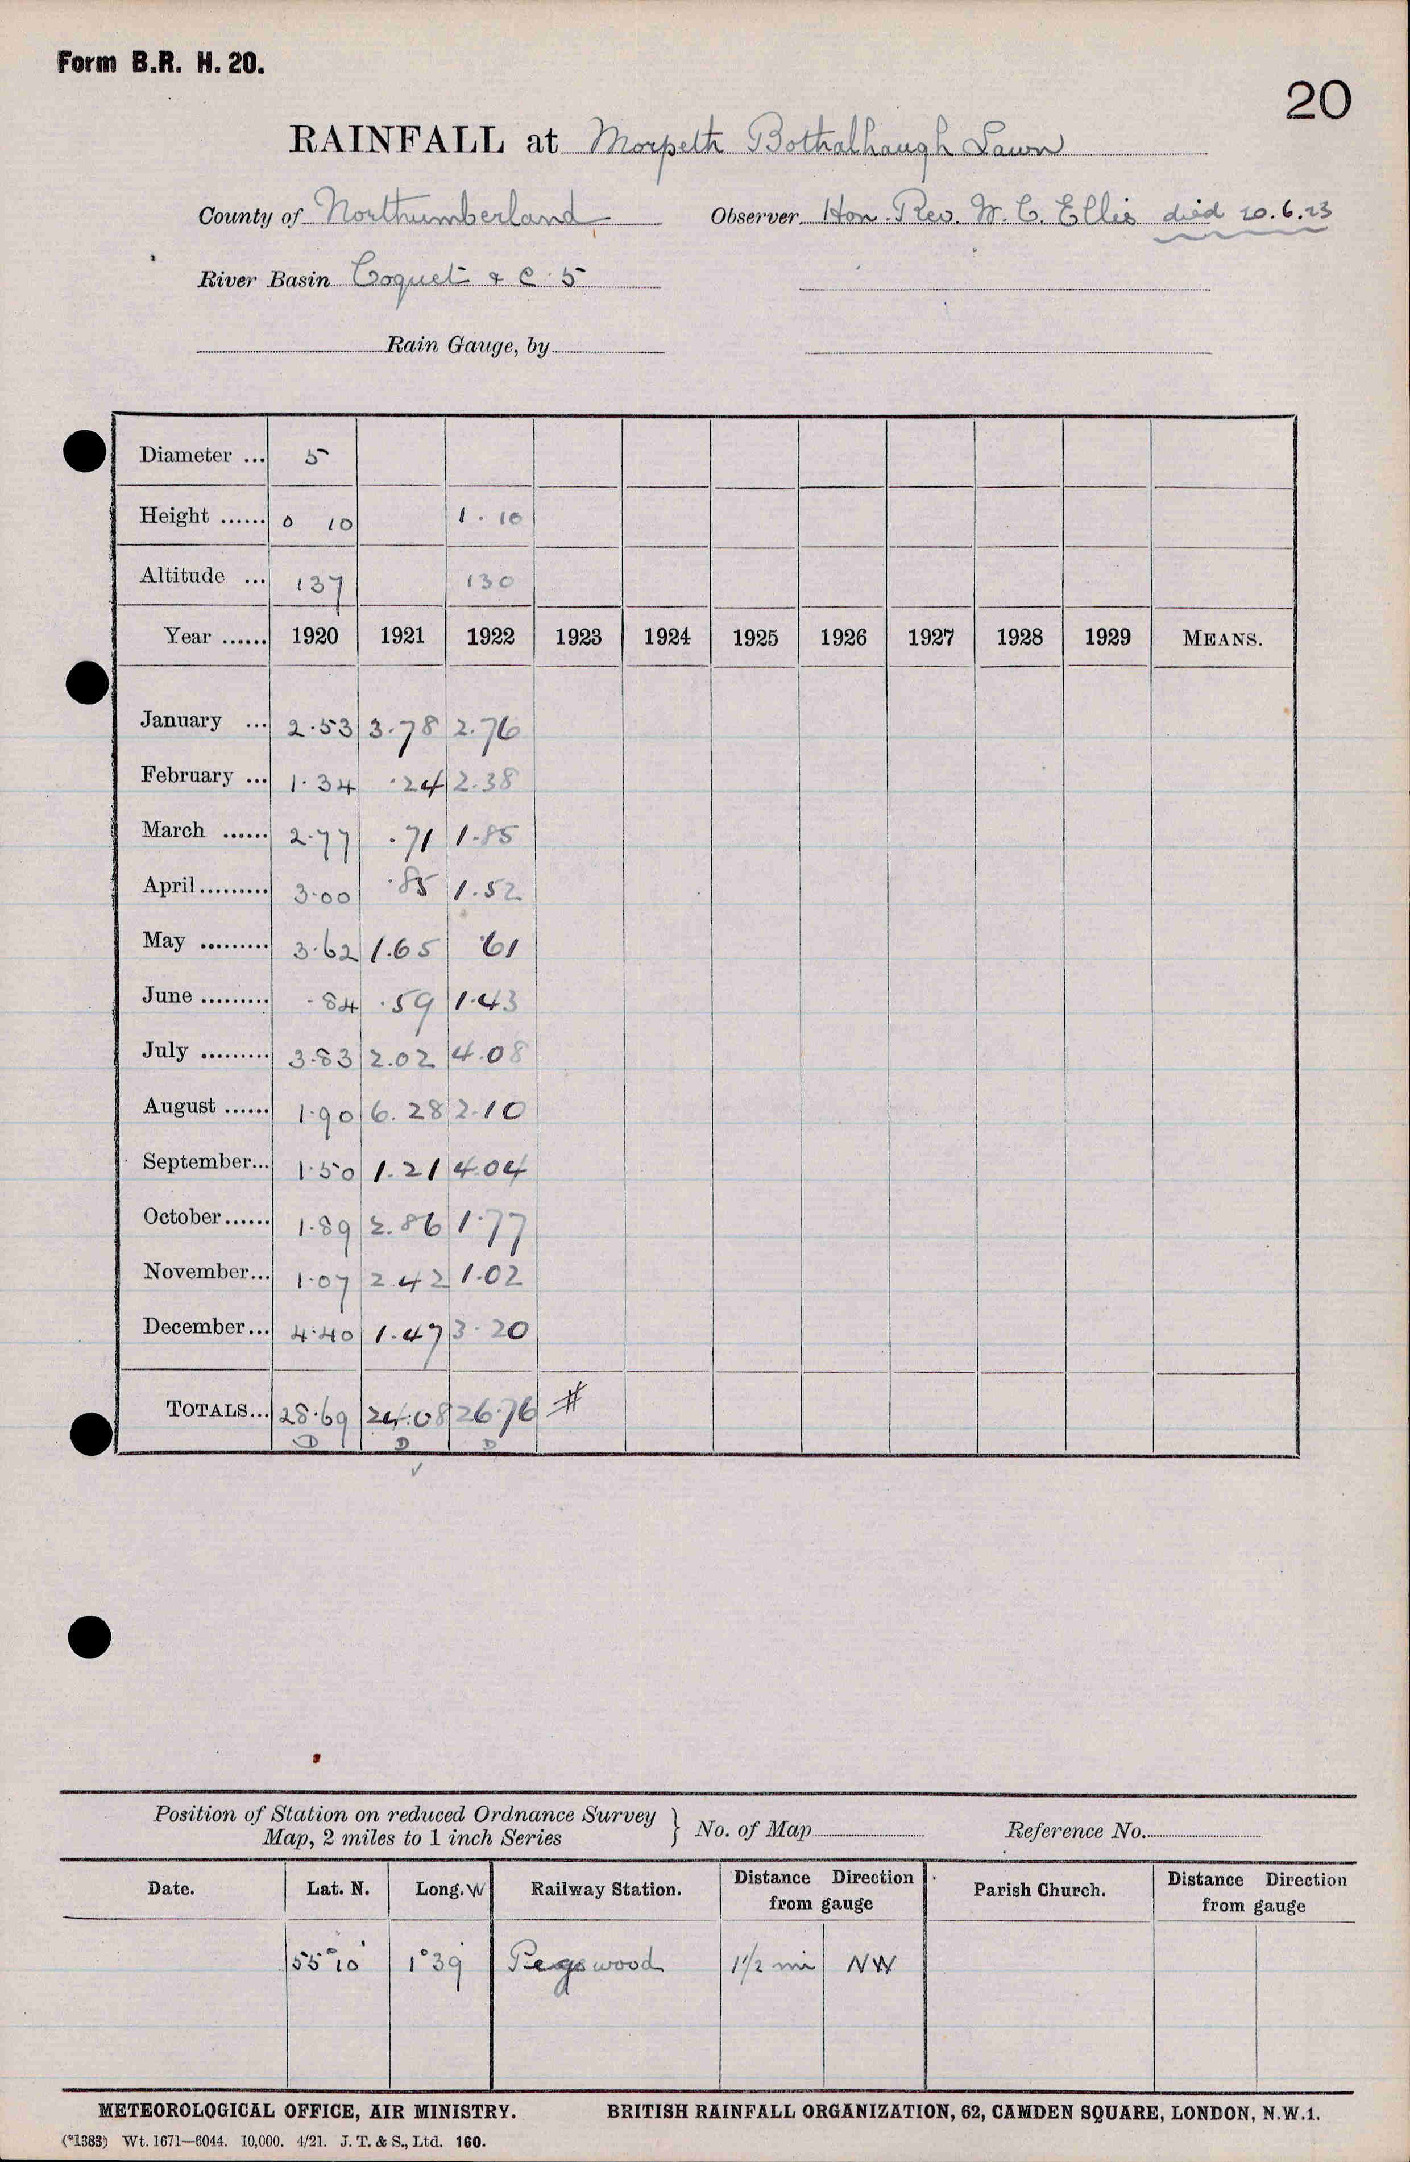 Form B.R. H. 20.
20
RAINFALL at Morpeth Bothalhaugh Lawn
County of Northumberland Observer Hon. Rev. W. C. Ellis died 20.6.23
River Basin Coquet & C. 5
Rain Gauge, by
Diameter ... 5
Height ...... 0 10 1.10
Altitude ... 137 130
Year ...... 1920 1921 1922 1923 1924 1925 1926 1927 1928 1929 MEANS.
January ... 2.53 3.78 2.76
February ... 1.34 .24 2.38
March ...... 2.77 .71 1.85
April ......... 3.00 .85 1.52
May ......... 3.62 1.65 .61
June ......... .84 .59 1.43
July ......... 3.83 2.02 4.08
August ...... 1.90 6.28 2.10
September... 1.50 1.21 4.04
October...... 1.89 2.86 1.77
November... 1.07 2.42 1.02
December... 4.40 1.47 3.20
TOTALS... 28.69 24.08 26.76 #
D D D
✓
Position of Station on reduced Ordnance Survey
Map, 2 miles to 1 inch Series } No. of Map Reference No.
Date. Lat. N. Long. W Railway Station. Distance Direction from gauge Parish Church. Distance Direction from gauge
55°10' 1°39' Pegswood 1½ mi NW
METEOROLOGICAL OFFICE, AIR MINISTRY. BRITISH RAINFALL ORGANIZATION, 62, CAMDEN SQUARE, LONDON, N.W.1.
(*1383) Wt. 1671—6044. 10,000. 4/21. J. T. & S., Ltd. 160.